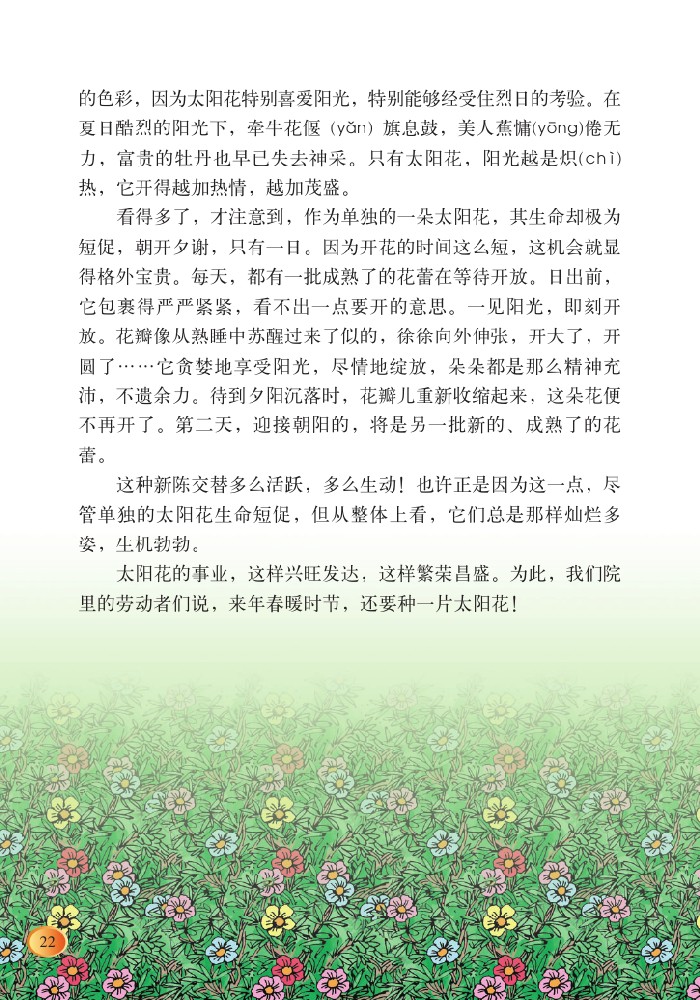 的色彩，因为太阳花特别喜爱阳光，特别能够经受住烈日的考验。在
夏日酷烈的阳光下，牵牛花偃（yǎn）旗息鼓，美人蕉慵(yōng)倦无
力，富贵的牡丹也早已失去神采。只有太阳花，阳光越是炽(chì)
热，它开得越加热情，越加茂盛。
看得多了，才注意到，作为单独的一朵太阳花，其生命却极为
短促，朝开夕谢，只有一日。因为开花的时间这么短，这机会就显
得格外宝贵。每天，都有一批成熟了的花蕾在等待开放。日出前，
它包裹得严严紧紧，看不出一点要开的意思。一见阳光，即刻开
放。花瓣像从熟睡中苏醒过来了似的，徐徐向外伸张，开大了，开
圆了……它贪婪地享受阳光，尽情地绽放，朵朵都是那么精神充
沛，不遗余力。待到夕阳沉落时，花瓣儿重新收缩起来，这朵花便
不再开了。第二天，迎接朝阳的，将是另一批新的、成熟了的花
蕾。
这种新陈交替多么活跃，多么生动！也许正是因为这一点，尽
管单独的太阳花生命短促，但从整体上看，它们总是那样灿烂多
姿，生机勃勃。
太阳花的事业，这样兴旺发达，这样繁荣昌盛。为此，我们院
里的劳动者们说，来年春暖时节，还要种一片太阳花！
22